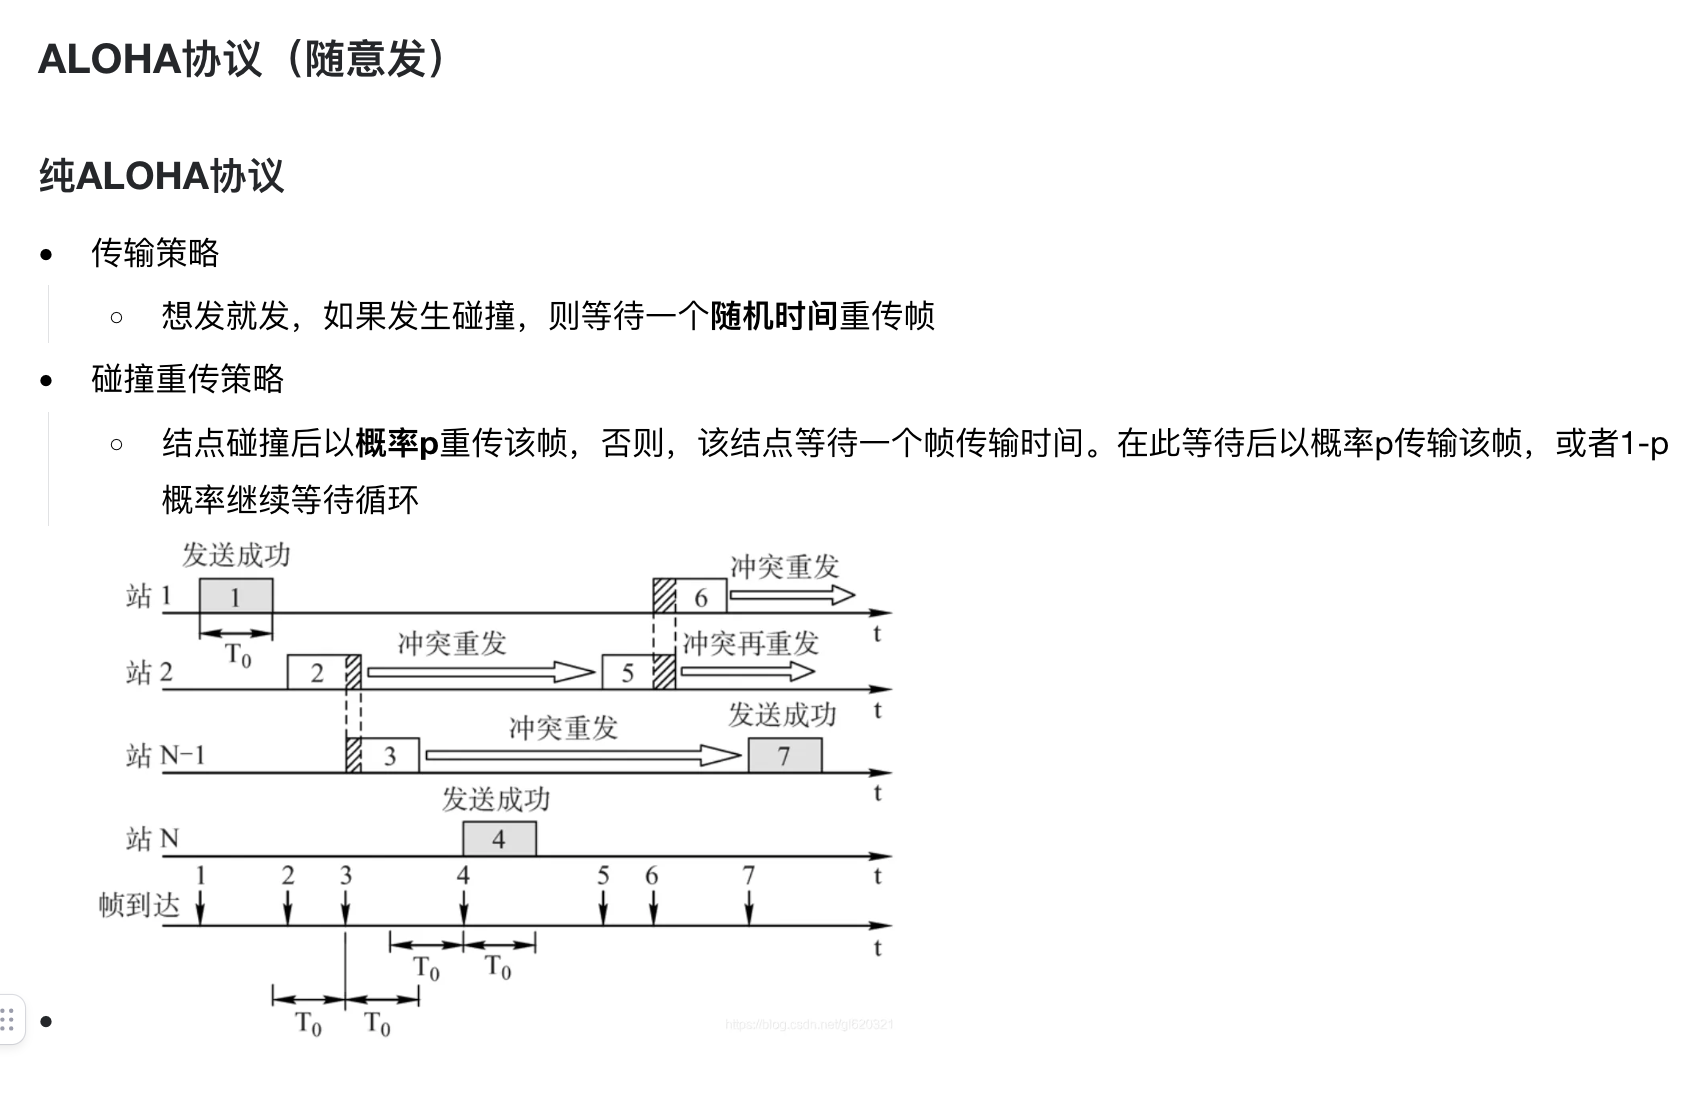 ALOHA协议（随意发）
纯ALOHA协议
传输策略
想发就发，如果发生碰撞，则等待一个随机时间重传帧
碰撞重传策略
结点碰撞后以概率p重传该帧，否则，该结点等待一个帧传输时间。在此等待后以概率p传输该帧，或者1-p
概率继续等待循环
发送成功
冲突重发
站 1
1
6
t
T0
冲突重发
冲突再重发
站 2
2
5
t
冲突重发
发送成功
站 N-1
3
7
t
发送成功
站 N
4
t
1 2 3 4 5 6 7
帧到达
t
T0 T0
T0 T0
https://blog.csdn.net/gl620321